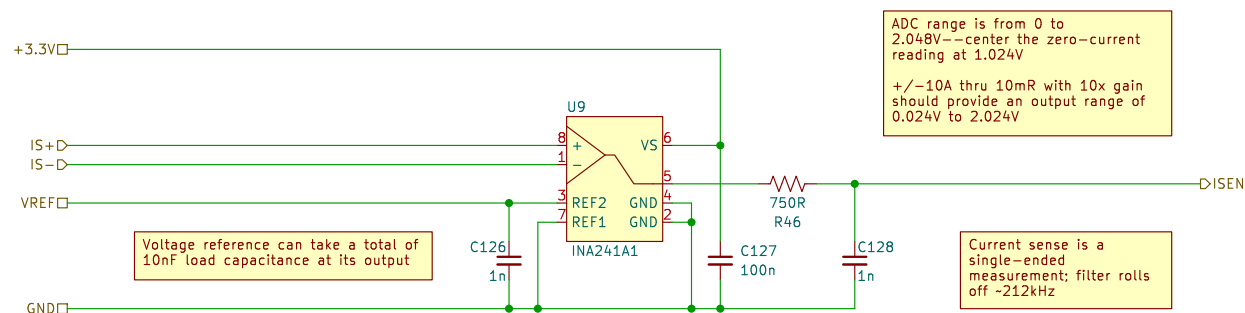 ADC range is from 0 to
2.048V--center the zero-current
reading at 1.024V
+/-10A thru 10mR with 10x gain
should provide an output range of
0.024V to 2.024V
+3.3V
U9
IS+
8
+
VS
6
IS-
1
-
5
ISEN
VREF
3
REF2
GND
4
750R
7
REF1
GND
2
R46
Voltage reference can take a total of
10nF load capacitance at its output
C126
1n
INA241A1
C127
100n
C128
1n
Current sense is a
single-ended
measurement; filter rolls
off ~212kHz
GND